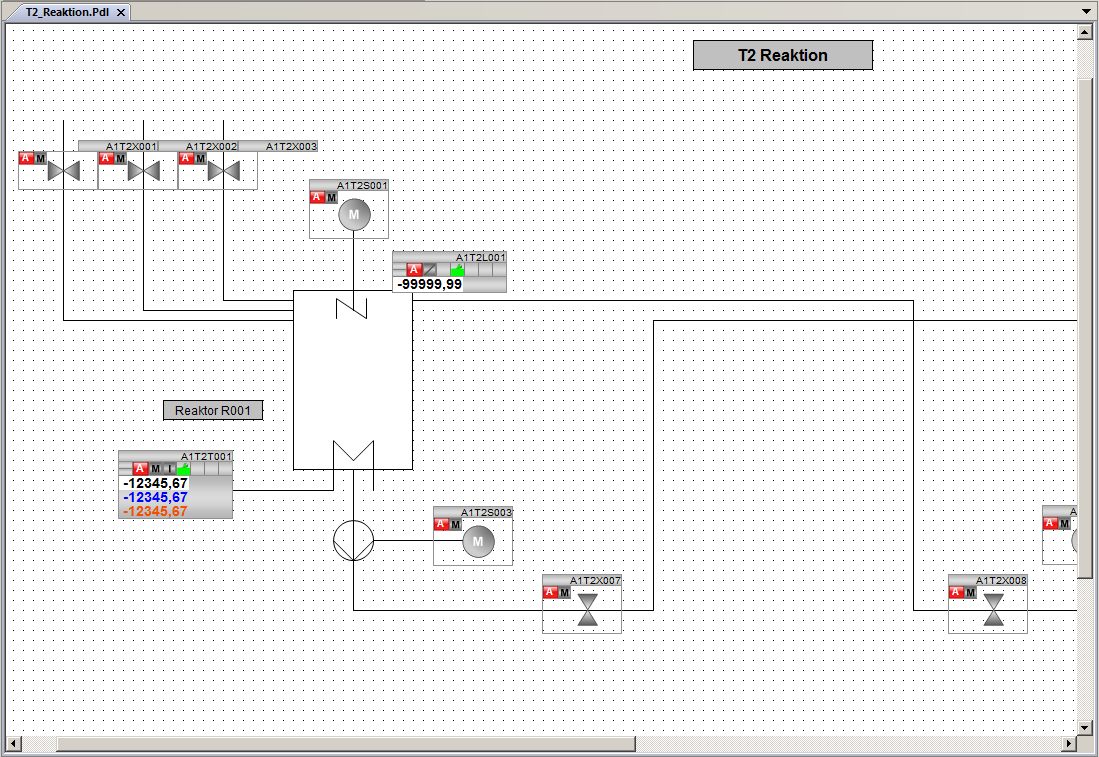 T2_Reaktion.Pdl
T2 Reaktion
A1T2X001 A1T2X002 A1T2X003
A M A M A M
A1T2S001
A M
M
A1T2L001
A
-99999,99
Reaktor R001
A1T2T001
A M I
-12345,67
-12345,67
-12345,67
A1T2S003
A M
M
A
A M
A1T2X007
A M
A1T2X008
A M